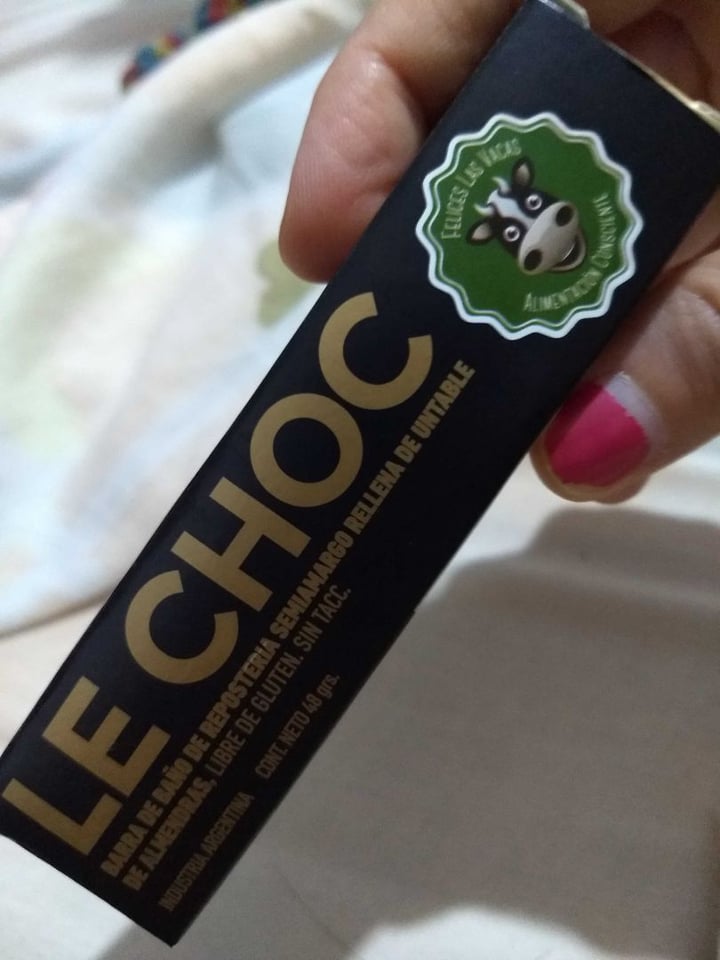 FELICES LAS VACAS
ALIMENTACIÓN CONSCIENTE
LE CHOC
BARRA DE BAÑO DE REPOSTERÍA SEMIAMARGO RELLENA DE UNTABLE
DE ALMENDRAS, LIBRE DE GLUTEN. SIN TACC.
INDUSTRIA ARGENTINA CONT. NETO 48 grs.